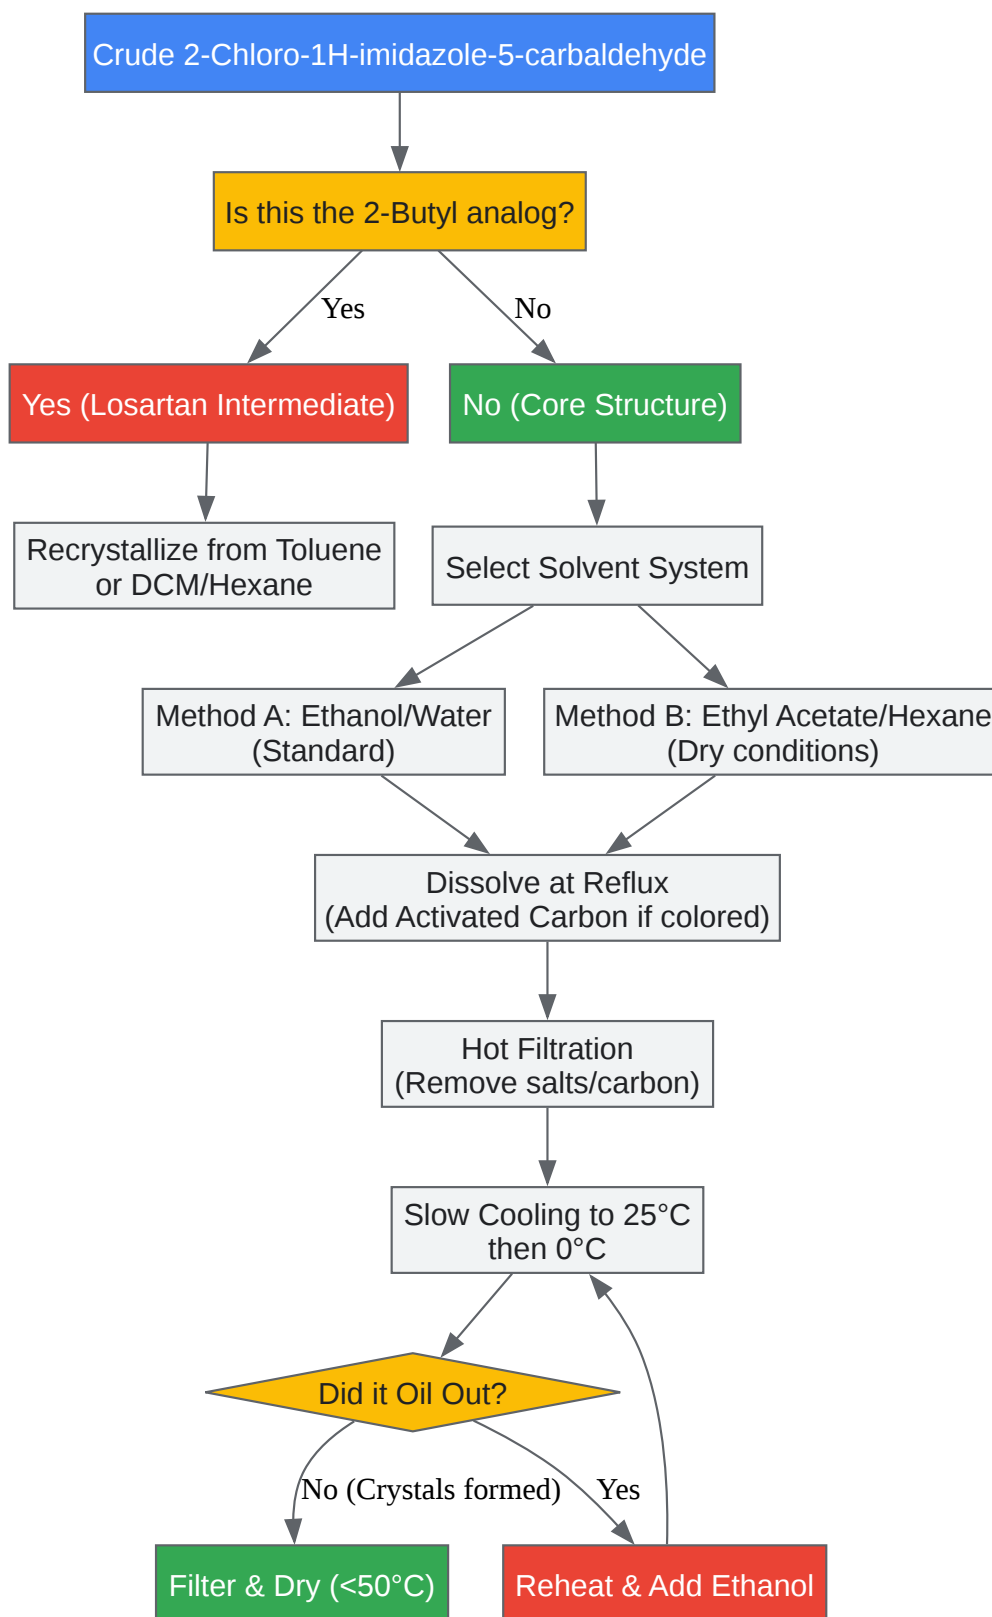 Crude 2-Chloro-1H-imidazole-5-carbaldehyde
Is this the 2-Butyl analog?
Yes
No
Yes (Losartan Intermediate)
No (Core Structure)
Recrystallize from Toluene
or DCM/Hexane
Select Solvent System
Method A: Ethanol/Water
(Standard)
Method B: Ethyl Acetate/Hexane
(Dry conditions)
Dissolve at Reflux
(Add Activated Carbon if colored)
Hot Filtration
(Remove salts/carbon)
Slow Cooling to 25°C
then 0°C
Did it Oil Out?
No (Crystals formed)
Yes
Filter & Dry (<50°C)
Reheat & Add Ethanol